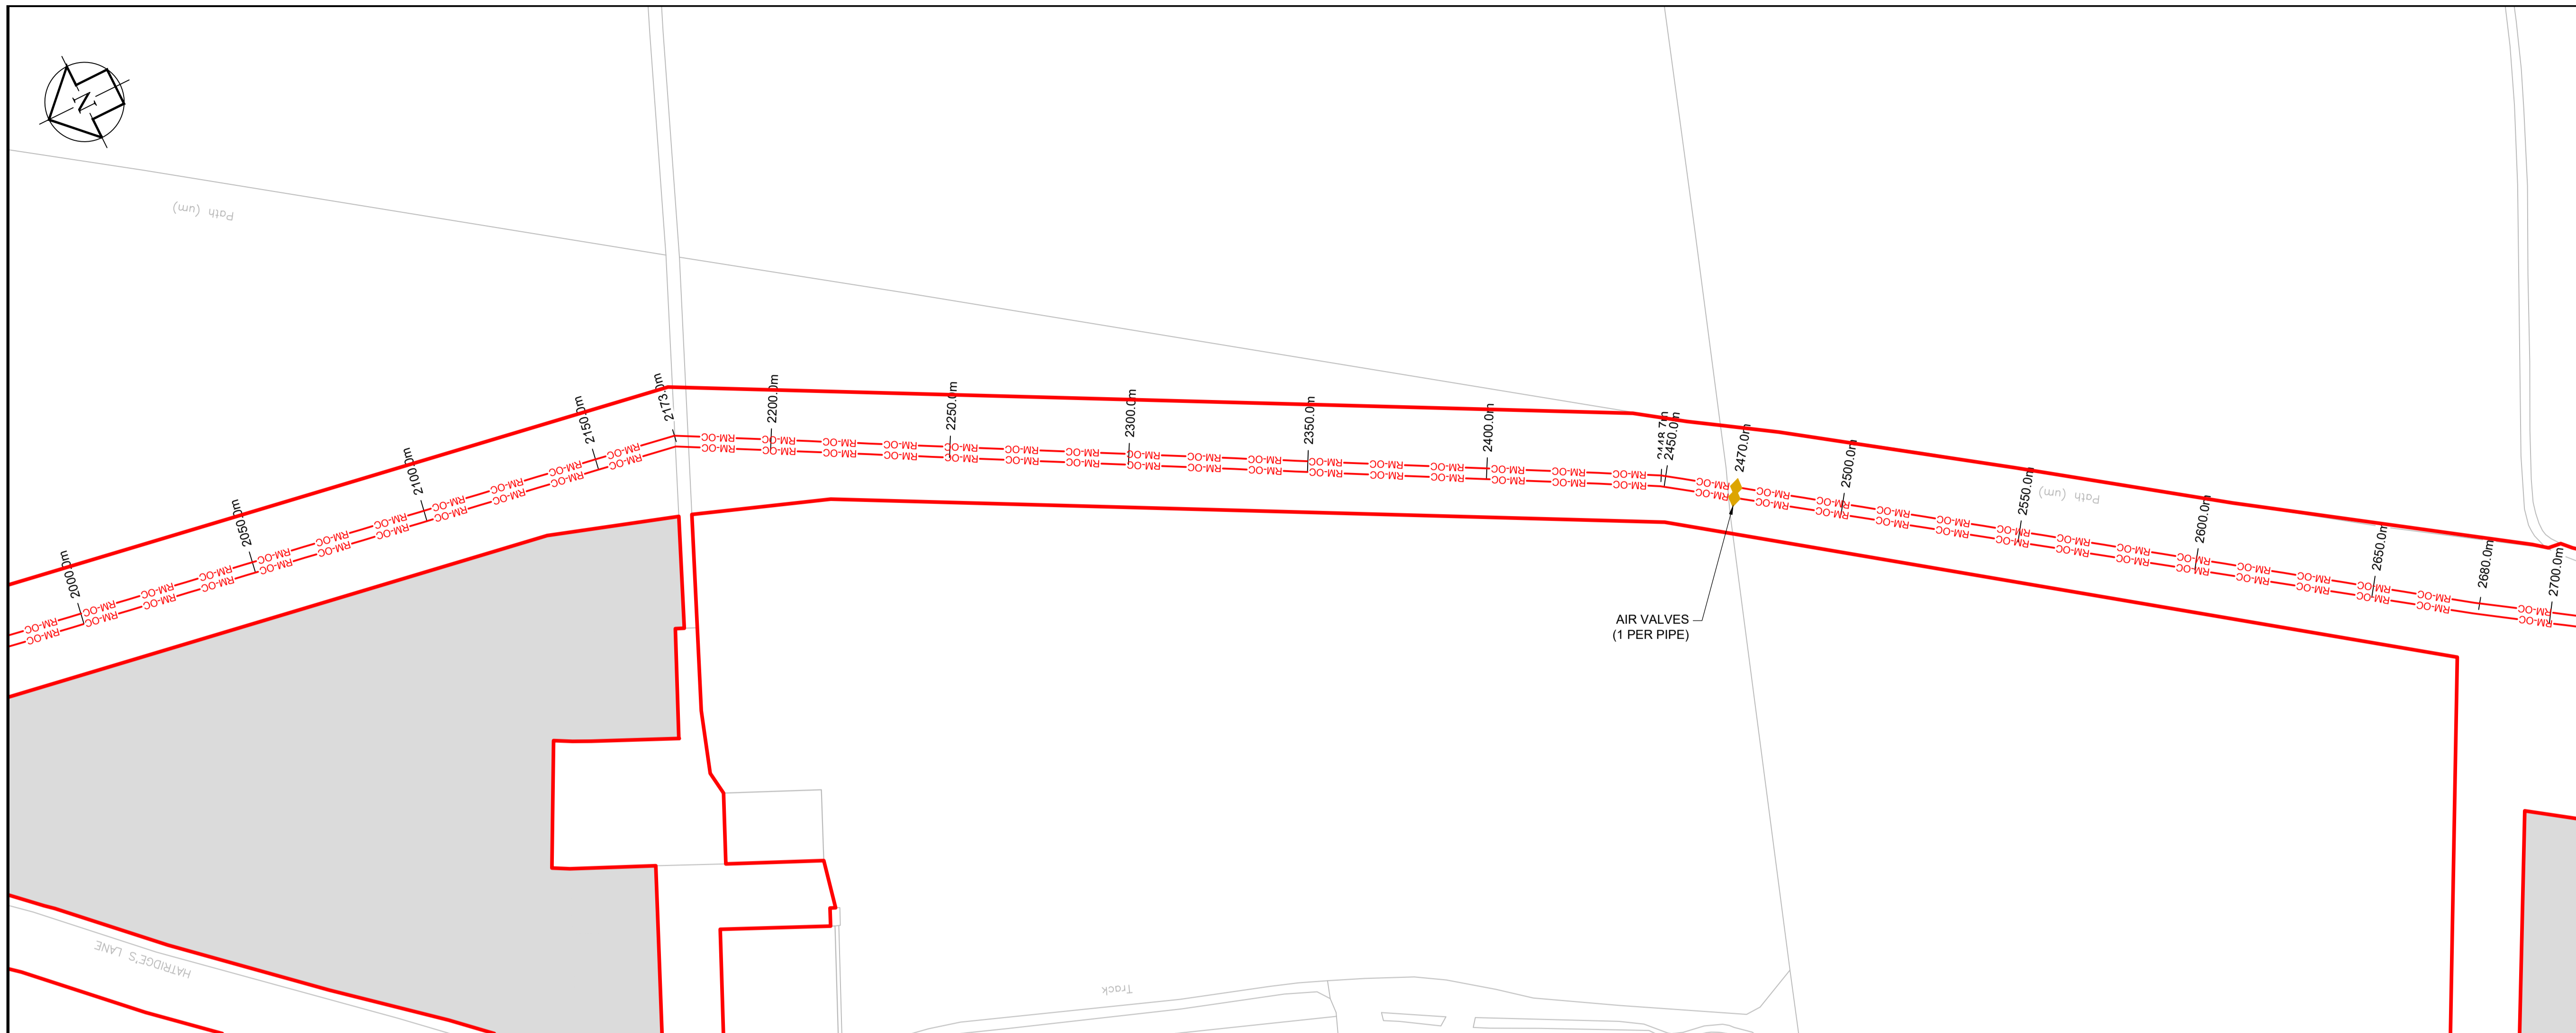 N
Path (um)
2000.0m
2050.0m
2100.0m
2150.0m
2173.0m
2200.0m
2250.0m
2300.0m
2350.0m
2400.0m
2448.7m
2450.0m
2470.0m
2500.0m
2550.0m
2600.0m
2650.0m
2680.0m
2700.0m
RM-OC
Path (um)
AIR VALVES
(1 PER PIPE)
HATRIDGE'S LANE
Track